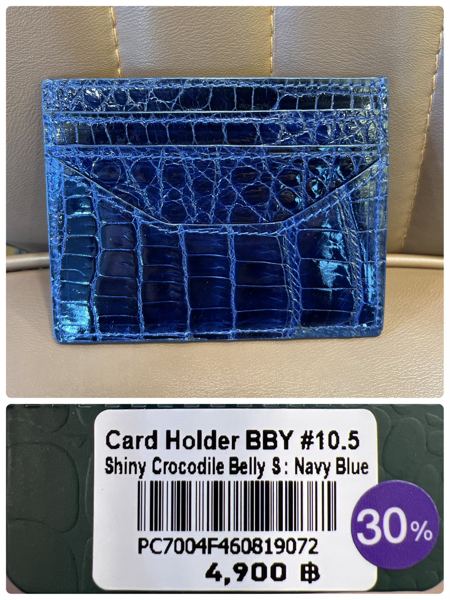 Card Holder BBY #10.5
Shiny Crocodile Belly S : Navy Blue
PC7004F460819072
4,900 ฿
30%